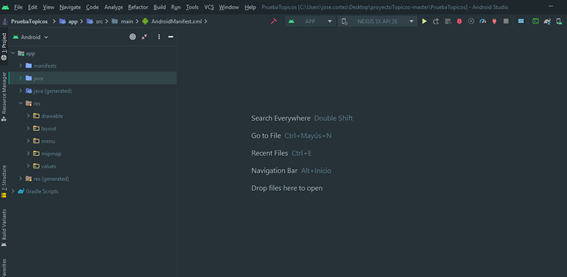 File Edit View Navigate Code Analyze Refactor Build Run Tools VCS Window Help PruebaTopicos [C:\Users\jose.cortez\Desktop\proyectoTopicos-master\PruebaTopicos] - Android Studio
PruebaTopicos app src main AndroidManifest.xml APP NEXUS 5X API 26
1: Project
Resource Manager
Z: Structure
Build Variants
Favorites
Android
app
manifests
java
java (generated)
res
drawable
layout
menu
mipmap
values
res (generated)
Gradle Scripts
Search Everywhere Double Shift
Go to File Ctrl+Mayús+N
Recent Files Ctrl+E
Navigation Bar Alt+Inicio
Drop files here to open